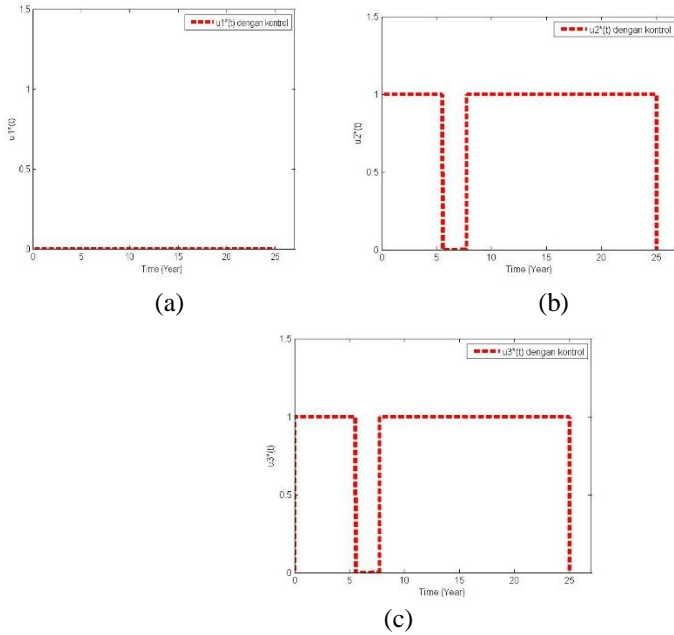 1.5
u1*(t) dengan kontrol
1
u1*(t)
0.5
0
0 5 10 15 20 25
Time (Year)
(a)
1.5
u2*(t) dengan kontrol
1
u2*(t)
0.5
0
0 5 10 15 20 25
Time (Year)
(b)
1.5
u3*(t) dengan kontrol
1
u3*(t)
0.5
0
0 5 10 15 20 25
Time (Year)
(c)